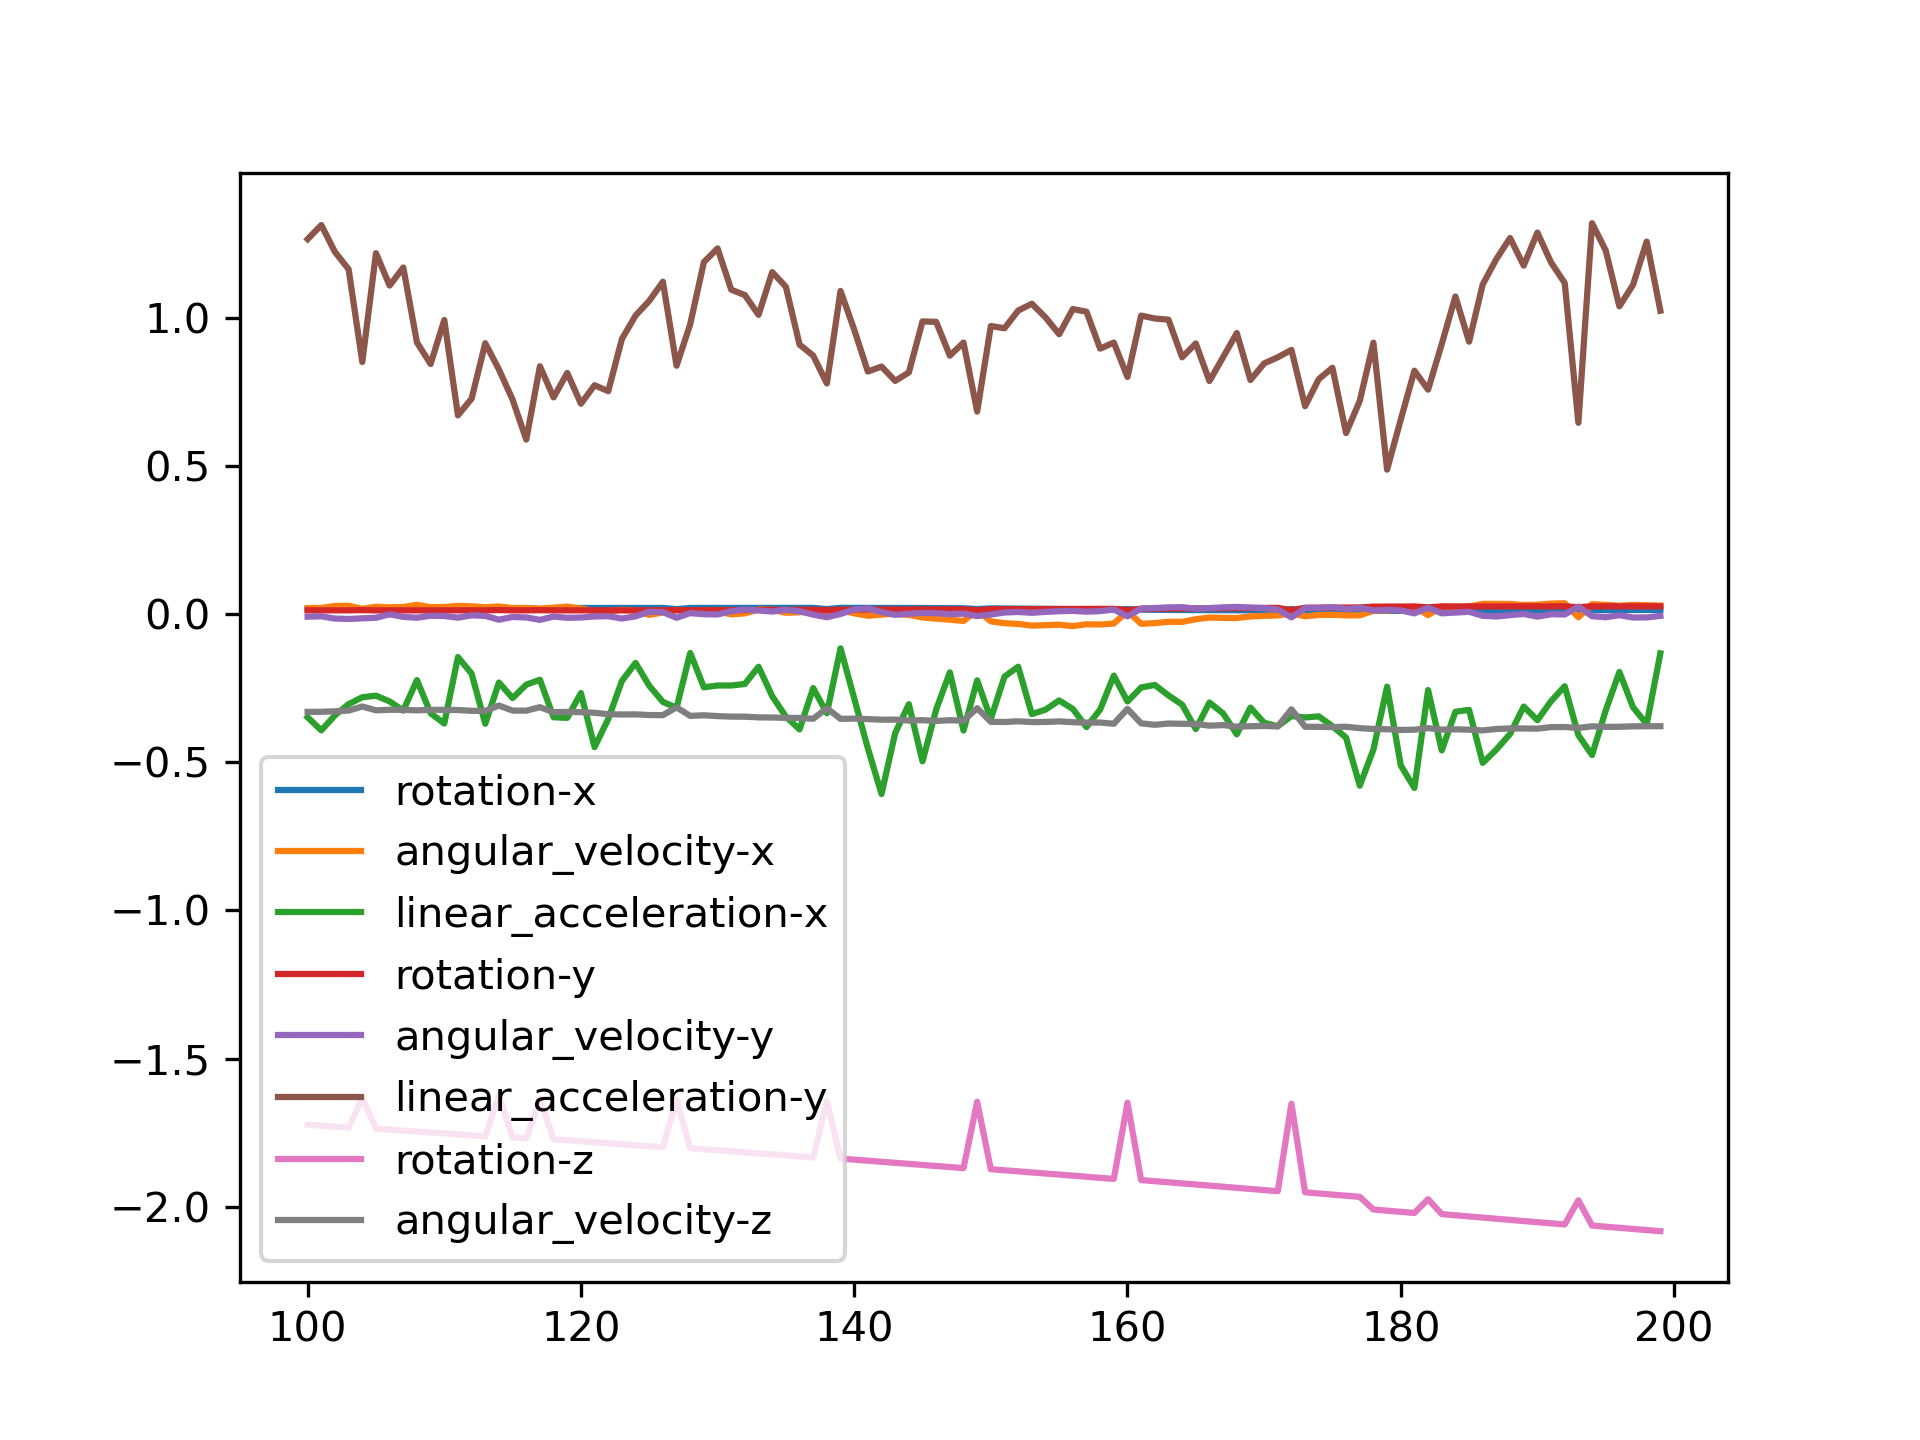 1.0
0.5
0.0
−0.5
−1.0
−1.5
−2.0
rotation-x
angular_velocity-x
linear_acceleration-x
rotation-y
angular_velocity-y
linear_acceleration-y
rotation-z
angular_velocity-z
100 120 140 160 180 200